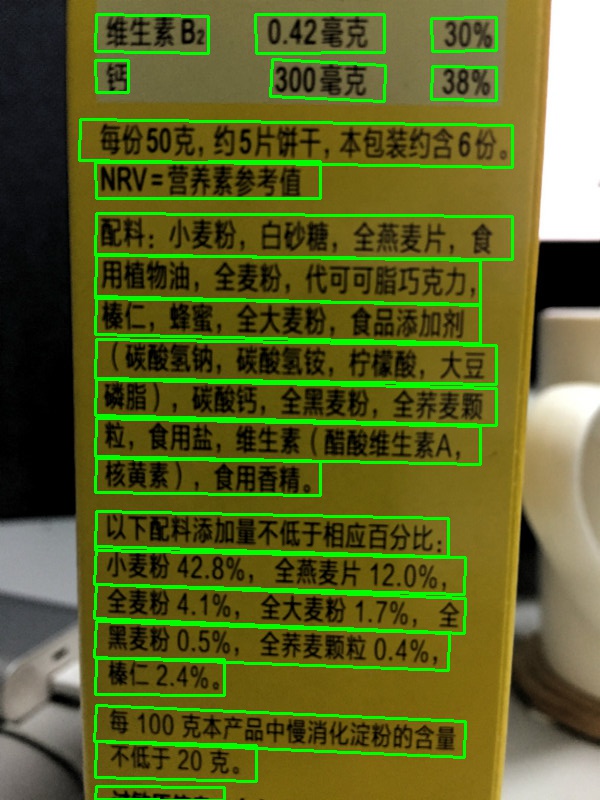 维生素B₂ 0.42毫克 30%
钙 300毫克 38%
每份50克，约5片饼干，本包装约含6份。
NRV=营养素参考值
配料：小麦粉，白砂糖，全燕麦片，食
用植物油，全麦粉，代可可脂巧克力，
榛仁，蜂蜜，全大麦粉，食品添加剂
（碳酸氢钠，碳酸氢铵，柠檬酸，大豆
磷脂），碳酸钙，全黑麦粉，全荞麦颗
粒，食用盐，维生素（醋酸维生素A，
核黄素），食用香精。
以下配料添加量不低于相应百分比：
小麦粉 42.8%， 全燕麦片 12.0%，
全麦粉 4.1%， 全大麦粉 1.7%， 全
黑麦粉 0.5%， 全荞麦颗粒 0.4%，
榛仁 2.4%。
每 100 克本产品中慢消化淀粉的含量
不低于 20 克。